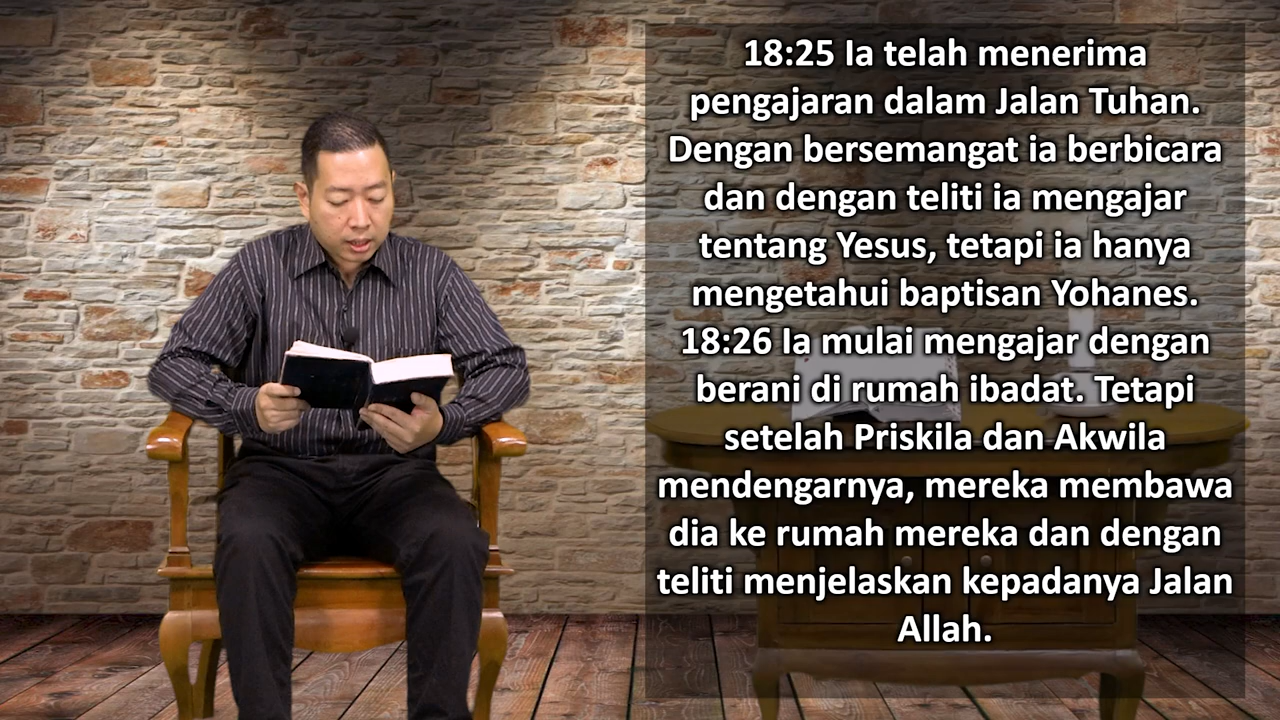 18:25 Ia telah menerima
pengajaran dalam Jalan Tuhan.
Dengan bersemangat ia berbicara
dan dengan teliti ia mengajar
tentang Yesus, tetapi ia hanya
mengetahui baptisan Yohanes.
18:26 Ia mulai mengajar dengan
berani di rumah ibadat. Tetapi
setelah Priskila dan Akwila
mendengarnya, mereka membawa
dia ke rumah mereka dan dengan
teliti menjelaskan kepadanya Jalan
Allah.